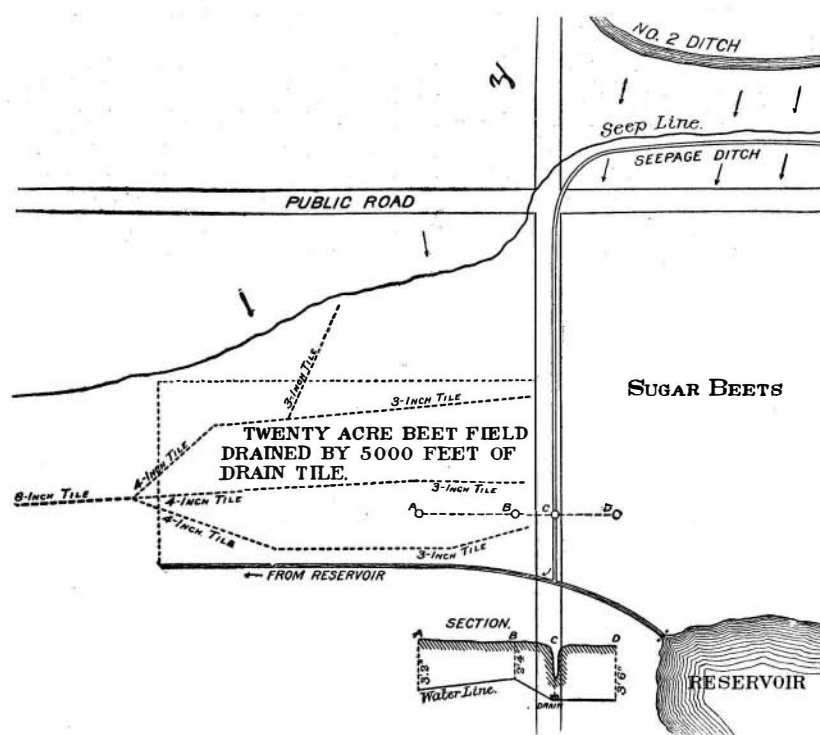 NO. 2 DITCH
Seep Line.
SEEPAGE DITCH
PUBLIC ROAD
3-INCH TILE
SUGAR BEETS
3-INCH TILE
TWENTY ACRE BEET FIELD
DRAINED BY 5000 FEET OF
DRAIN TILE.
4-INCH TILE
6-INCH TILE
4-INCH TILE
3-INCH TILE
4-INCH TILE
A B C D
3-INCH TILE
J
← FROM RESERVOIR
SECTION.
A B C D
3'.2"
2'.4"
3'6"
Water Line.
DRAIN
RESERVOIR